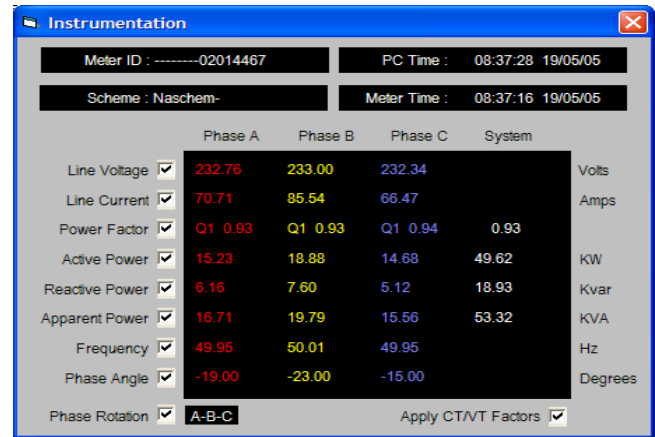 Instrumentation
Meter ID : --------02014467 PC Time : 08:37:28 19/05/05
Scheme : Naschem- Meter Time : 08:37:16 19/05/05
Phase A Phase B Phase C System
Line Voltage 232.76 233.00 232.34 Volts
Line Current 70.71 85.54 66.47 Amps
Power Factor Q1 0.93 Q1 0.93 Q1 0.94 0.93
Active Power 15.23 18.88 14.68 49.62 KW
Reactive Power 6.16 7.60 5.12 18.93 Kvar
Apparent Power 16.71 19.79 15.56 53.32 KVA
Frequency 49.95 50.01 49.95 Hz
Phase Angle -19.00 -23.00 -15.00 Degrees
Phase Rotation A-B-C Apply CT/VT Factors